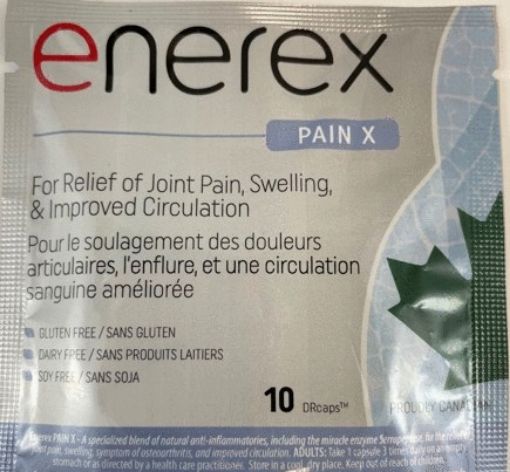 enerex
PAIN X
For Relief of Joint Pain, Swelling,
& Improved Circulation
Pour le soulagement des douleurs
articulaires, l'enflure, et une circulation
sanguine améliorée
GLUTEN FREE / SANS GLUTEN
DAIRY FREE / SANS PRODUITS LAITIERS
SOY FREE / SANS SOJA
10 DRcaps™
PROUDLY CANADIAN
Enerex PAIN X - A specialized blend of natural anti-inflammatories, including the miracle enzyme Serrapeptase, for the relief of
joint pain, swelling, symptom of osteoarthritis, and improved circulation. ADULTS: Take 1 capsule 3 times daily on an empty
stomach or as directed by a health care practitioner. Store in a cool, dry place. Keep out of reach of children.